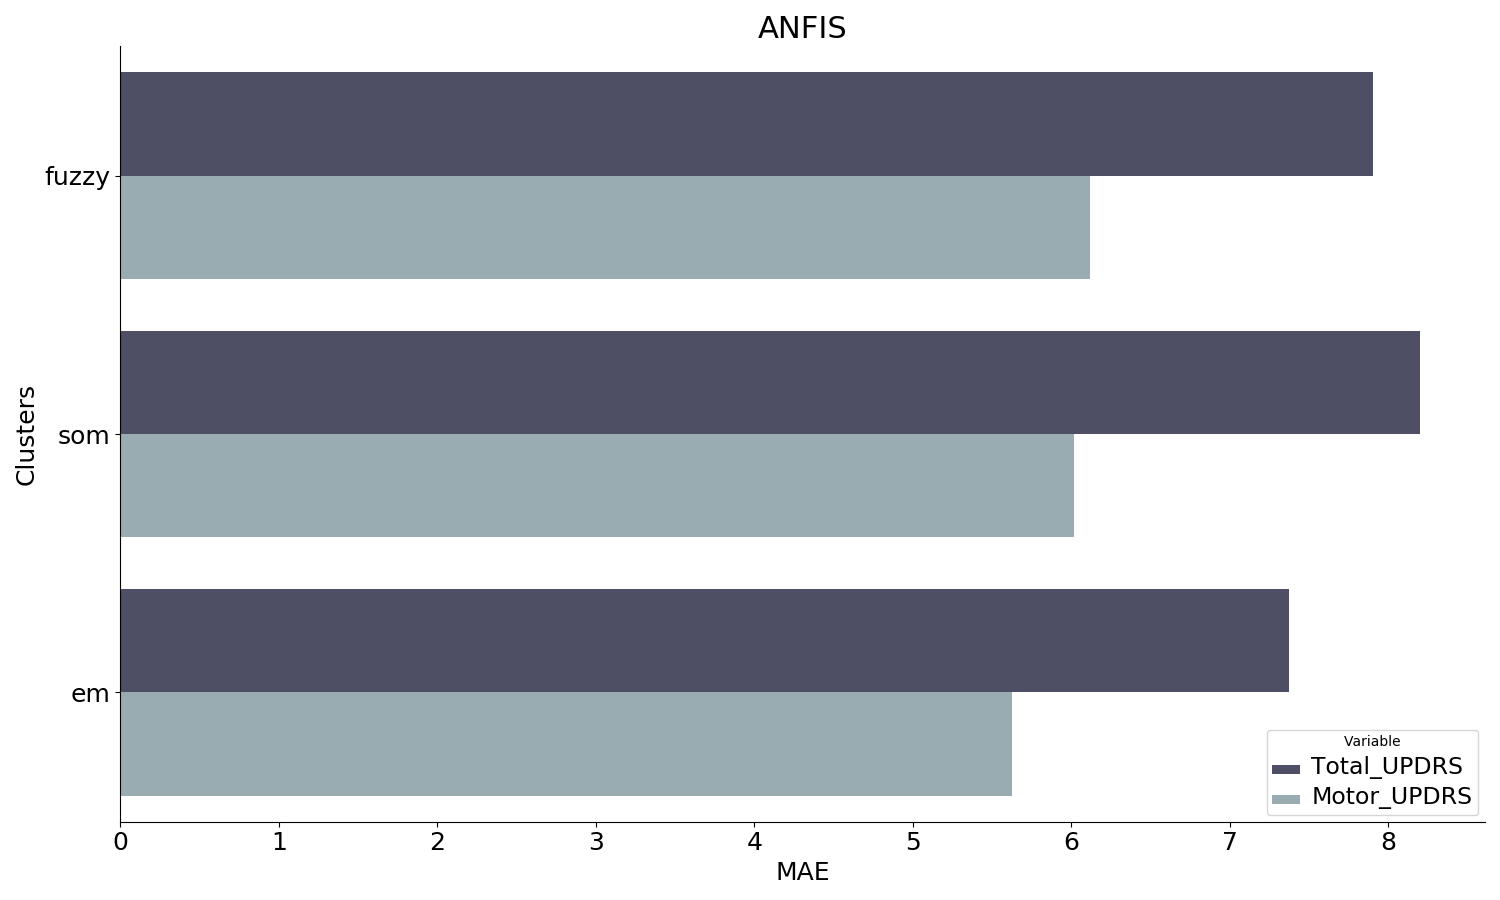 ANFIS
fuzzy
som
em
Clusters
0 1 2 3 4 5 6 7 8
MAE
Variable
Total_UPDRS
Motor_UPDRS